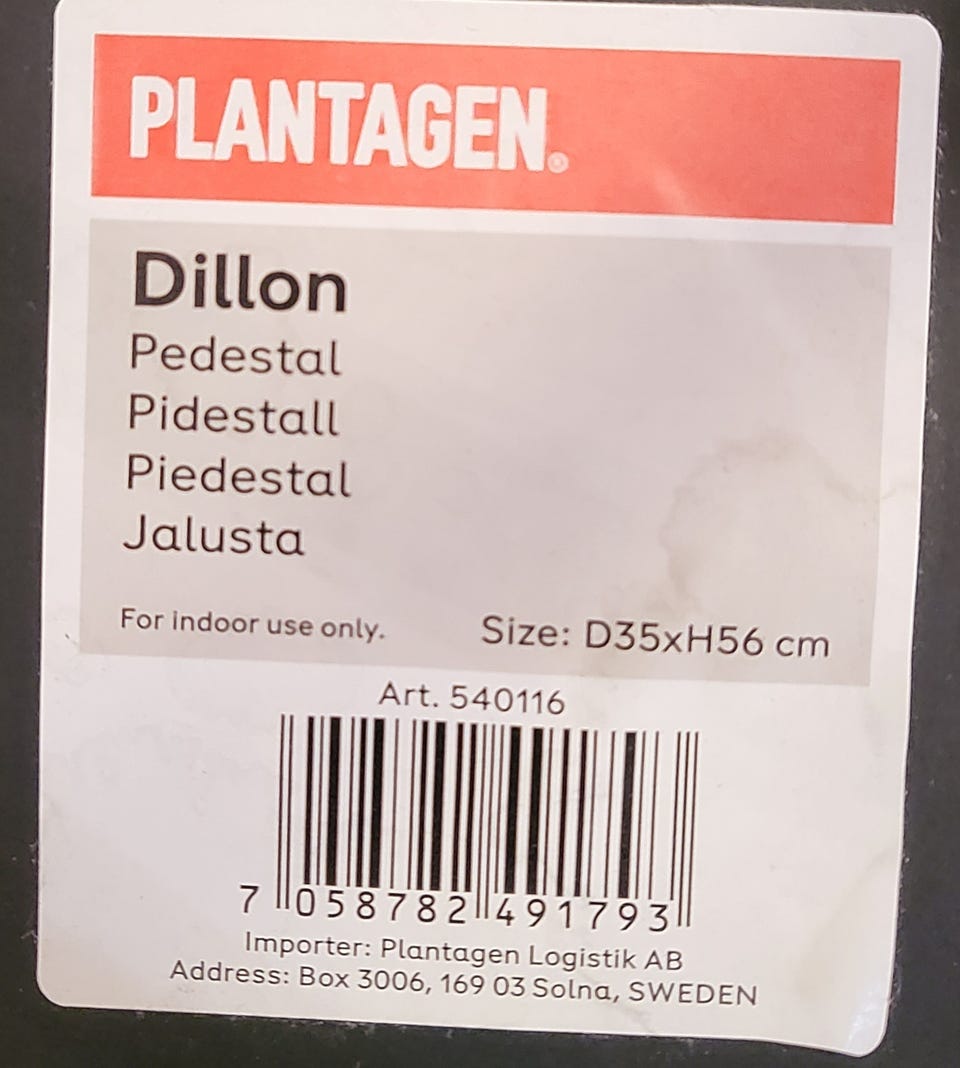 PLANTAGEN®
Dillon
Pedestal
Pidestall
Piedestal
Jalusta
For indoor use only. Size: D35xH56 cm
Art. 540116
7 058782 491793
Importer: Plantagen Logistik AB
Address: Box 3006, 169 03 Solna, SWEDEN